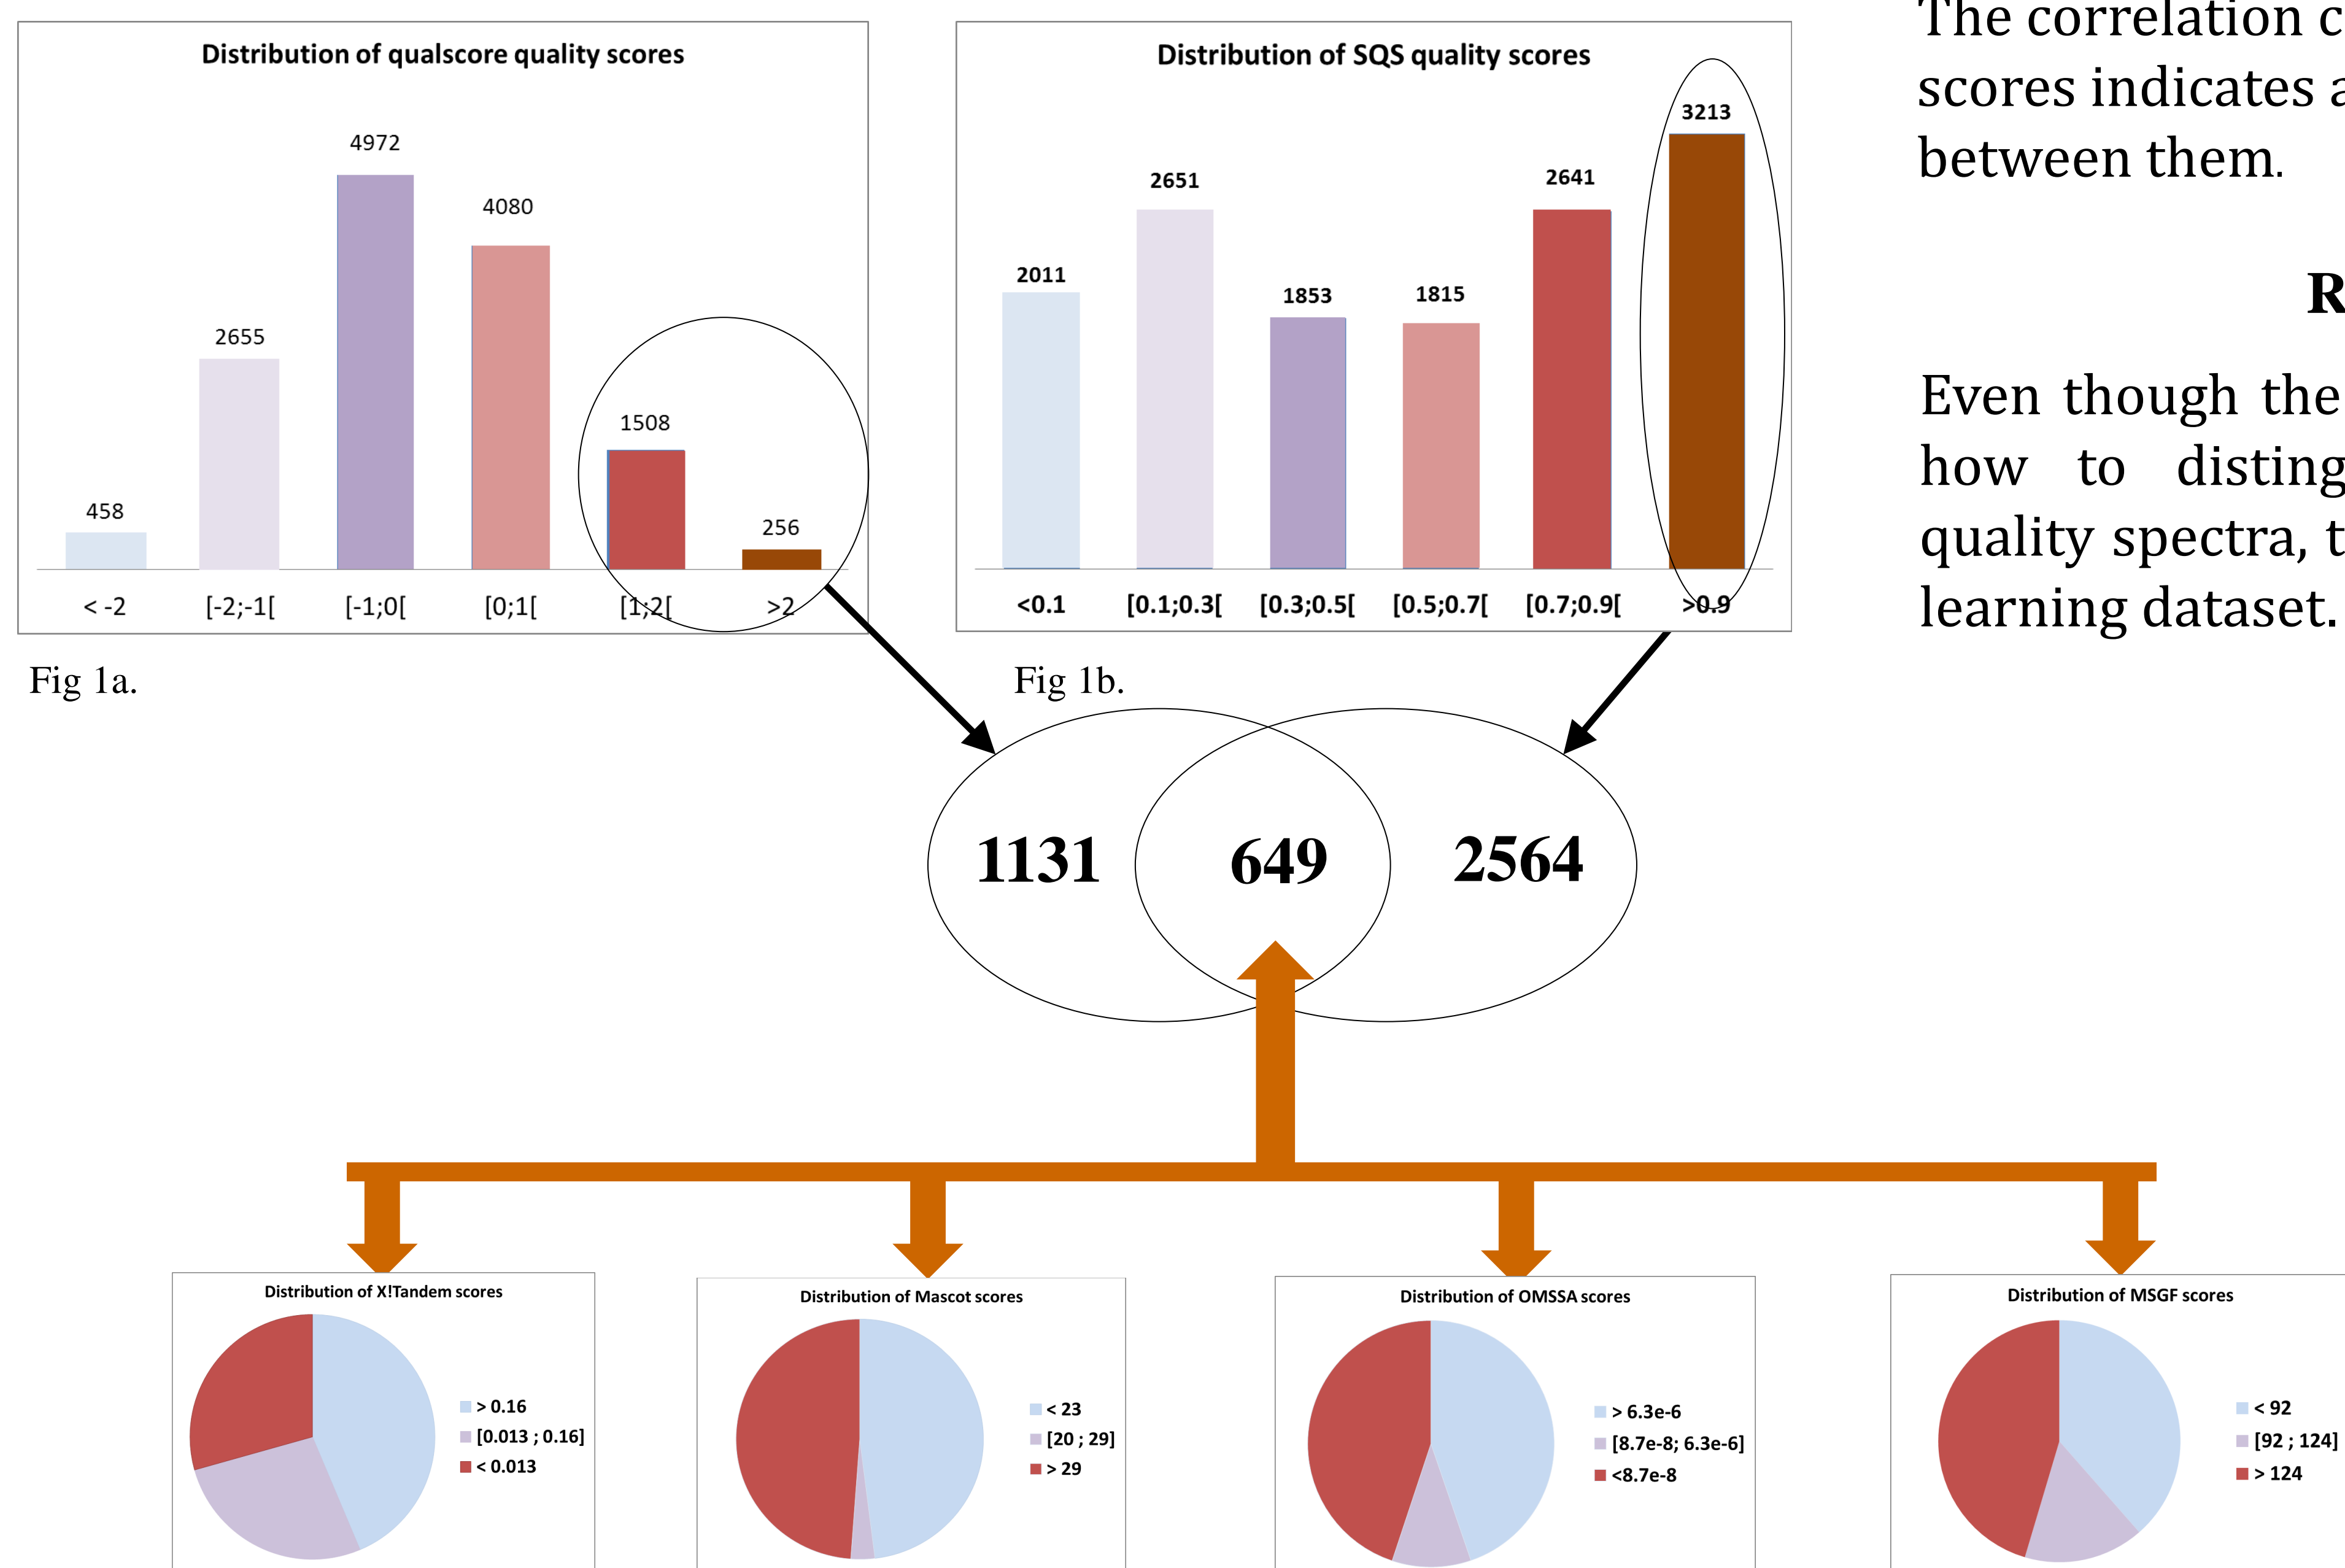 Distribution of qualscore quality scores
4972
4080
2655
1508
458
256
< -2 [-2;-1[ [-1;0[ [0;1[ [1;2[ >2
Fig 1a.
Distribution of SQS quality scores
3213
2651
2641
2011
1853
1815
<0.1 [0.1;0.3[ [0.3;0.5[ [0.5;0.7[ [0.7;0.9[ >0.9
Fig 1b.
The correlation
scores indicates
between them.
Even though the
how to
quality spectra,
learning dataset.
1131 649 2564
Distribution of X!Tandem scores
> 0.16
[0.013 ; 0.16]
< 0.013
Distribution of Mascot scores
< 23
[20 ; 29]
> 29
Distribution of OMSSA scores
> 6.3e-6
[8.7e-8; 6.3e-6]
<8.7e-8
Distribution of MSGF scores
< 92
[92 ; 124]
> 124